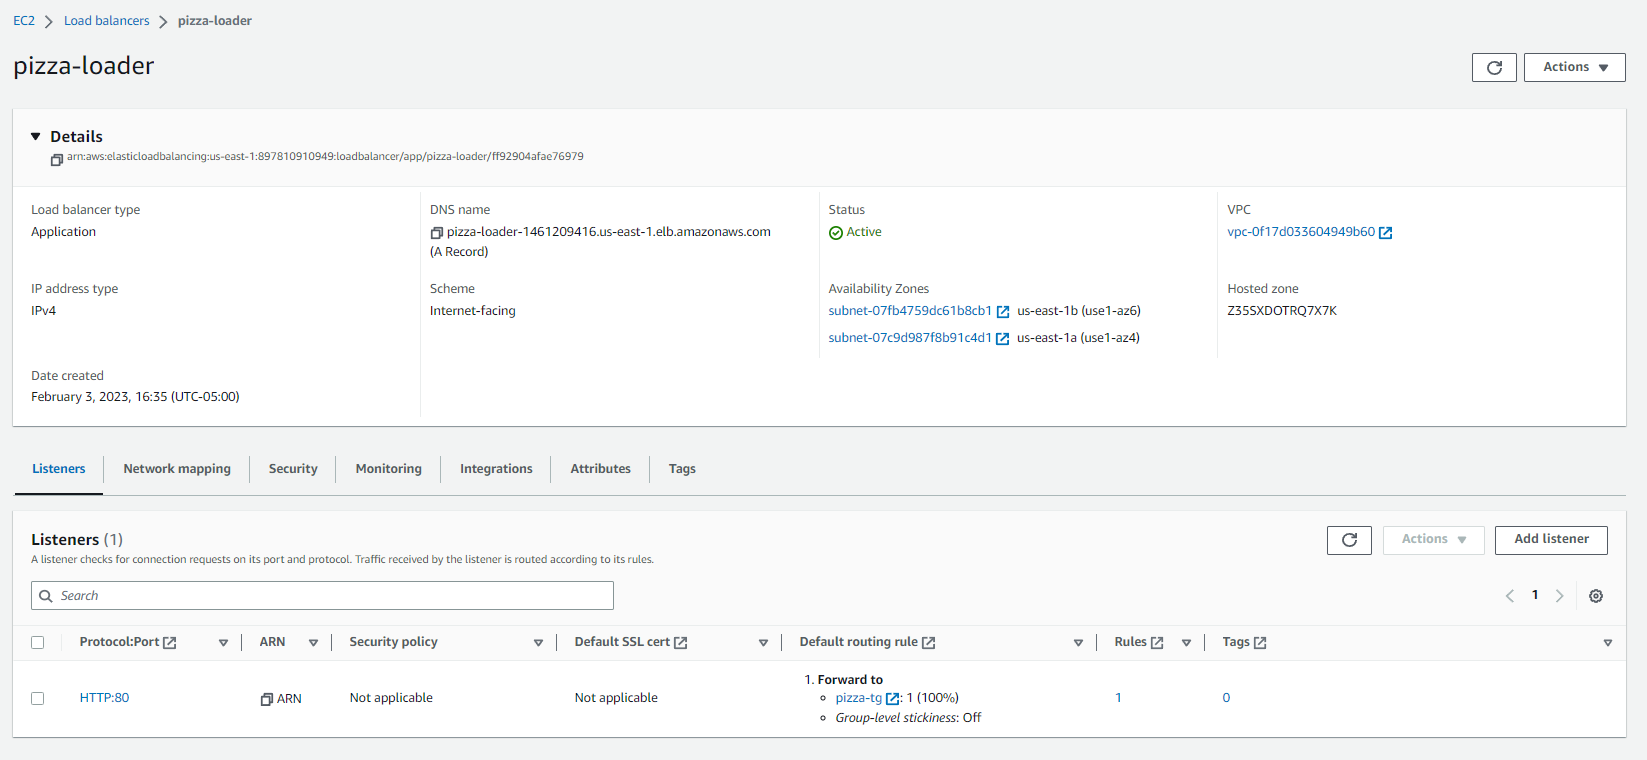 EC2 > Load balancers > pizza-loader
pizza-loader
Actions
Details
arn:aws:elasticloadbalancing:us-east-1:897810910949:loadbalancer/app/pizza-loader/ff92904afae76979
Load balancer type
Application
DNS name
pizza-loader-1461209416.us-east-1.elb.amazonaws.com
(A Record)
Status
Active
VPC
vpc-0f17d033604949b60
IP address type
IPv4
Scheme
Internet-facing
Availability Zones
subnet-07fb4759dc61b8cb1 us-east-1b (use1-az6)
subnet-07c9d987f8b91c4d1 us-east-1a (use1-az4)
Hosted zone
Z35SXDOTRQ7X7K
Date created
February 3, 2023, 16:35 (UTC-05:00)
Listeners Network mapping Security Monitoring Integrations Attributes Tags
Listeners (1)
A listener checks for connection requests on its port and protocol. Traffic received by the listener is routed according to its rules.
Actions Add listener
Search
1
Protocol:Port ARN Security policy Default SSL cert Default routing rule Rules Tags
HTTP:80 ARN Not applicable Not applicable
1. Forward to
pizza-tg : 1 (100%)
Group-level stickiness: Off
1 0